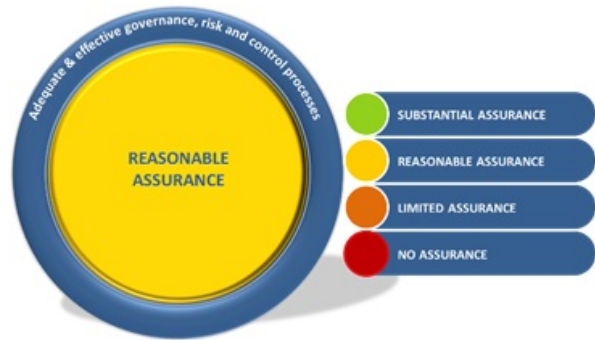 Adequate & effective governance, risk and control processes
REASONABLE
ASSURANCE
SUBSTANTIAL ASSURANCE
REASONABLE ASSURANCE
LIMITED ASSURANCE
NO ASSURANCE